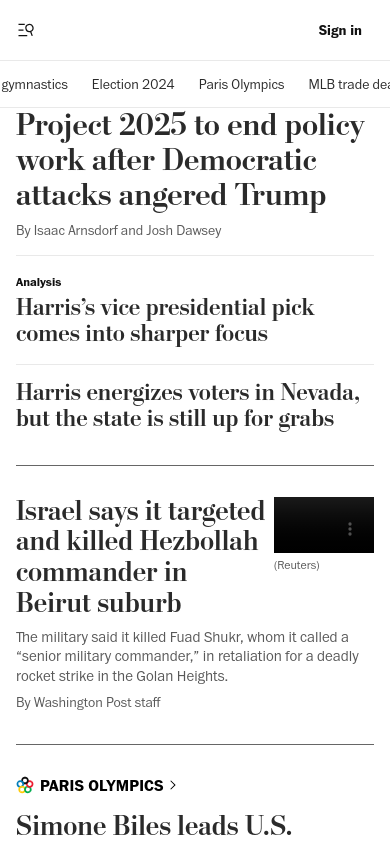 Sign in
gymnastics Election 2024 Paris Olympics MLB trade dea
Project 2025 to end policy
work after Democratic
attacks angered Trump
By Isaac Arnsdorf and Josh Dawsey
Analysis
Harris’s vice presidential pick
comes into sharper focus
Harris energizes voters in Nevada,
but the state is still up for grabs
Israel says it targeted
and killed Hezbollah
commander in
Beirut suburb
(Reuters)
The military said it killed Fuad Shukr, whom it called a
“senior military commander,” in retaliation for a deadly
rocket strike in the Golan Heights.
By Washington Post staff
PARIS OLYMPICS
Simone Biles leads U.S.